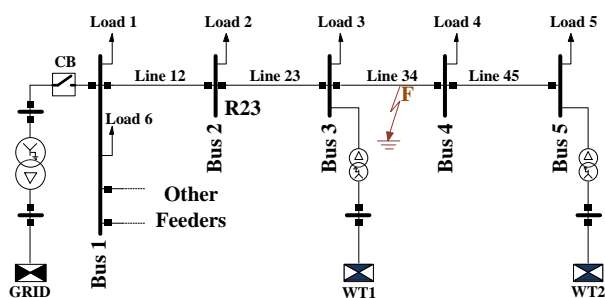 Load 1
Load 2
Load 3
Load 4
Load 5
CB
Line 12
Line 23
Line 34
Line 45
F
R23
Load 6
Bus 1
Bus 2
Bus 3
Bus 4
Bus 5
Other
Feeders
GRID
WT1
WT2